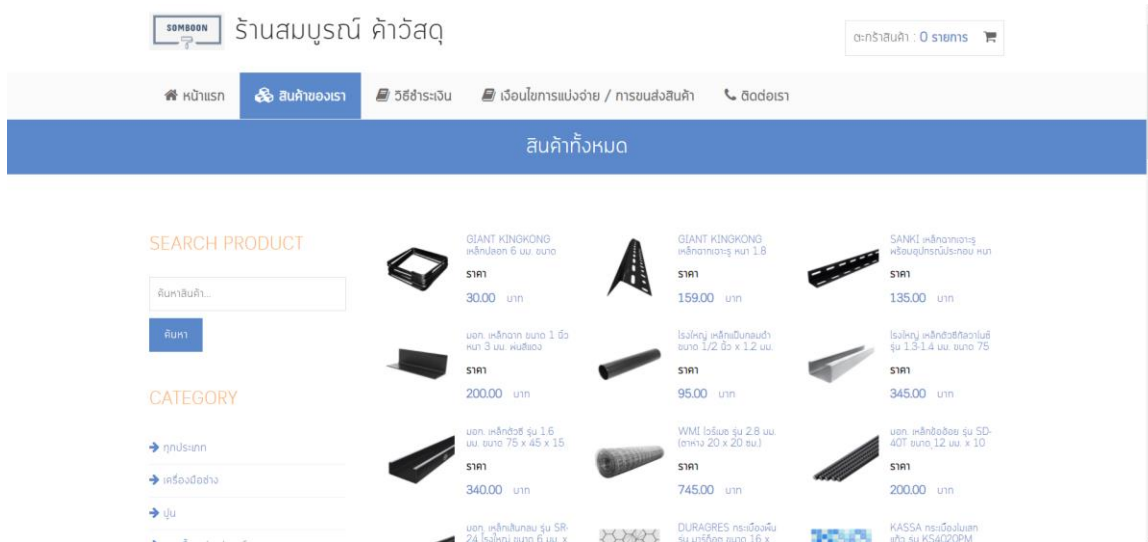 SOMBOON
ร้านสมบูรณ์ ค้าวัสดุ
ตะกร้าสินค้า : 0 รายการ
หน้าแรก
สินค้าของเรา
วิธีชำระเงิน
เงื่อนไขการแบ่งจ่าย / การขนส่งสินค้า
ติดต่อเรา
สินค้าทั้งหมด
SEARCH PRODUCT
ค้นหาสินค้า...
ค้นหา
CATEGORY
ทุกประเภท
เครื่องมือช่าง
ปูน
GIANT KINGKONG
เหล็กปลอก 6 มม. ขนาด
ราคา
30.00 บาท
GIANT KINGKONG
เหล็กฉากเจาะรู หนา 1.8
ราคา
159.00 บาท
SANKI เหล็กฉากเจาะรู
พร้อมอุปกรณ์ประกอบ หนา
ราคา
135.00 บาท
มอก. เหล็กฉาก ขนาด 1 นิ้ว
หนา 3 มม. พ่นสีแดง
ราคา
200.00 บาท
โรงใหญ่ เหล็กแป๊บกลมดำ
ขนาด 1/2 นิ้ว x 1.2 มม.
ราคา
95.00 บาท
โรงใหญ่ เหล็กตัวซีกัลวาไนซ์
รุ่น 1.3-1.4 มม. ขนาด 75
ราคา
345.00 บาท
มอก. เหล็กตัวซี รุ่น 1.6
มม. ขนาด 75 x 45 x 15
ราคา
340.00 บาท
WMI ไวร์เมช รุ่น 2.8 มม.
(ตาห่าง 20 x 20 ซม.)
ราคา
745.00 บาท
มอก. เหล็กข้ออ้อย รุ่น SD-
40T ขนาด 12 มม. x 10
ราคา
200.00 บาท
มอก. เหล็กเส้นกลม รุ่น SR-
24 โรงใหญ่ ขนาด 6 มม. x
DURAGRES กระเบื้องพื้น
ขนาด 16 x
KASSA กระเบื้องโมเสก
แก้ว รุ่น KS4020PM